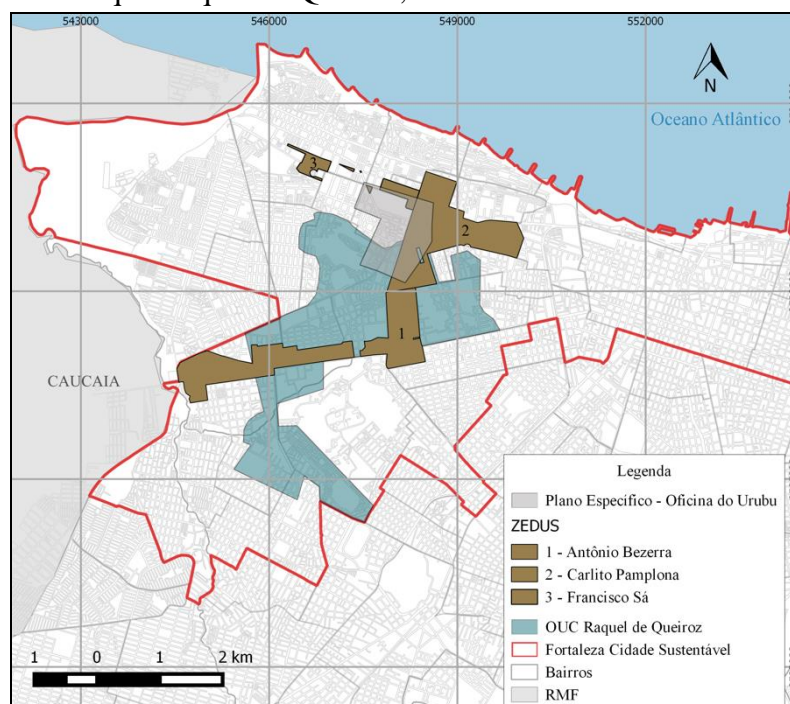 543000 546000 549000 552000
N
Oceano Atlântico
3
2
1
CAUCAIA
Legenda
Plano Especifico - Oficina do Urubu
ZEDUS
1 - Antônio Bezerra
2 - Carlito Pamplona
3 - Francisco Sá
OUC Raquel de Queiroz
Fortaleza Cidade Sustentável
Bairros
RMF
1 0 1 2 km